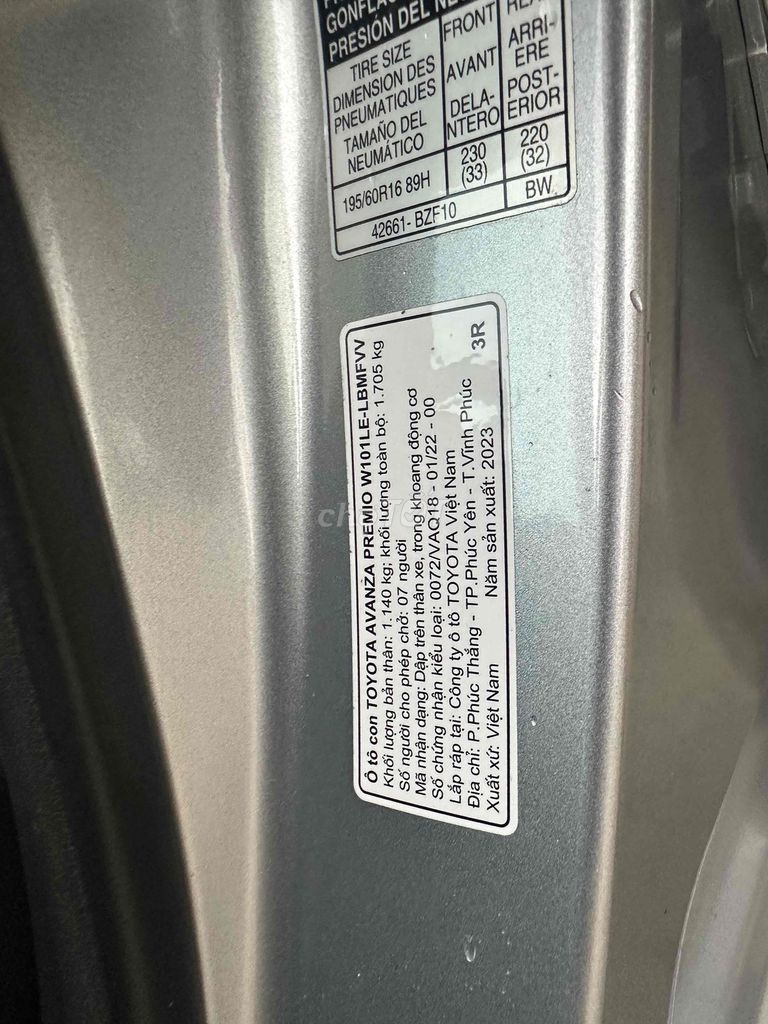 GONFLA
PRESIÓN DEL NE
TIRE SIZE
DIMENSION DES
PNEUMATIQUES
TAMAÑO DEL
NEUMÁTICO
FRONT
AVANT
DELA-
NTERO
ARRI-
ERE
POST-
ERIOR
195/60R16 89H
230
(33)
220
(32)
42661- BZF10
BW
Ô tô con TOYOTA AVANZA PREMIO W101LE-LBMFVV
Khối lượng bản thân: 1.140 kg; khối lượng toàn bộ: 1.705 kg
Số người cho phép chở: 07 người
Mã nhận dạng: Dập trên thân xe, trong khoang động cơ
Số chứng nhận kiểu loại: 0072/VAQ18 - 01/22 - 00
Lắp ráp tại: Công ty ô tô TOYOTA Việt Nam
Địa chỉ: P.Phúc Thắng - TP.Phúc Yên - T.Vĩnh Phúc
Xuất xứ: Việt Nam Năm sản xuất: 2023 3R